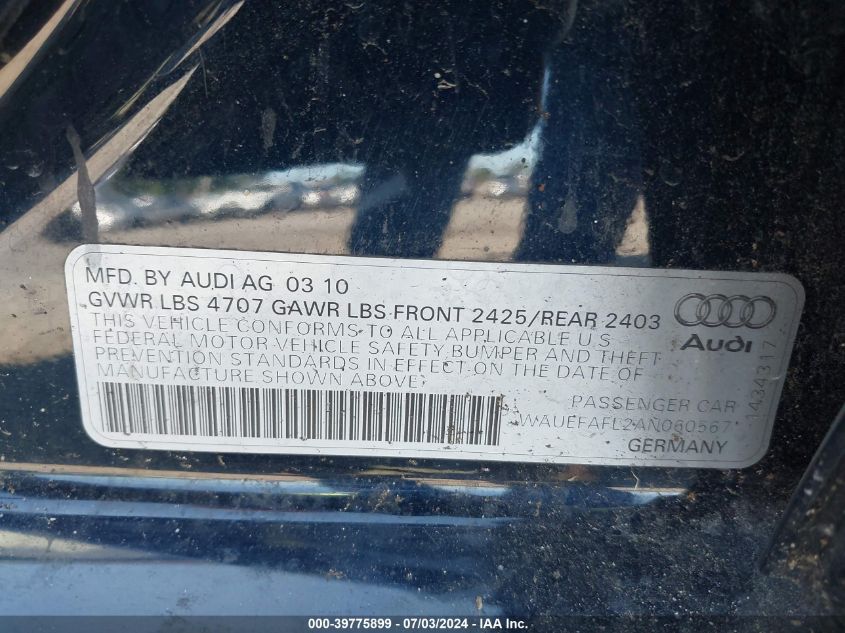 MFD. BY AUDI AG 03 10
GVWR LBS 4707 GAWR LBS FRONT 2425/REAR 2403
THIS VEHICLE CONFORMS TO ALL APPLICABLE U.S
FEDERAL MOTOR VEHICLE SAFETY, BUMPER AND THEFT
PREVENTION STANDARDS IN EFFECT ON THE DATE OF
MANUFACTURE SHOWN ABOVE:
Audi
1434317
PASSENGER CAR
WAUEFAFL2AN060567
GERMANY
000-39775899 - 07/03/2024 - IAA Inc.